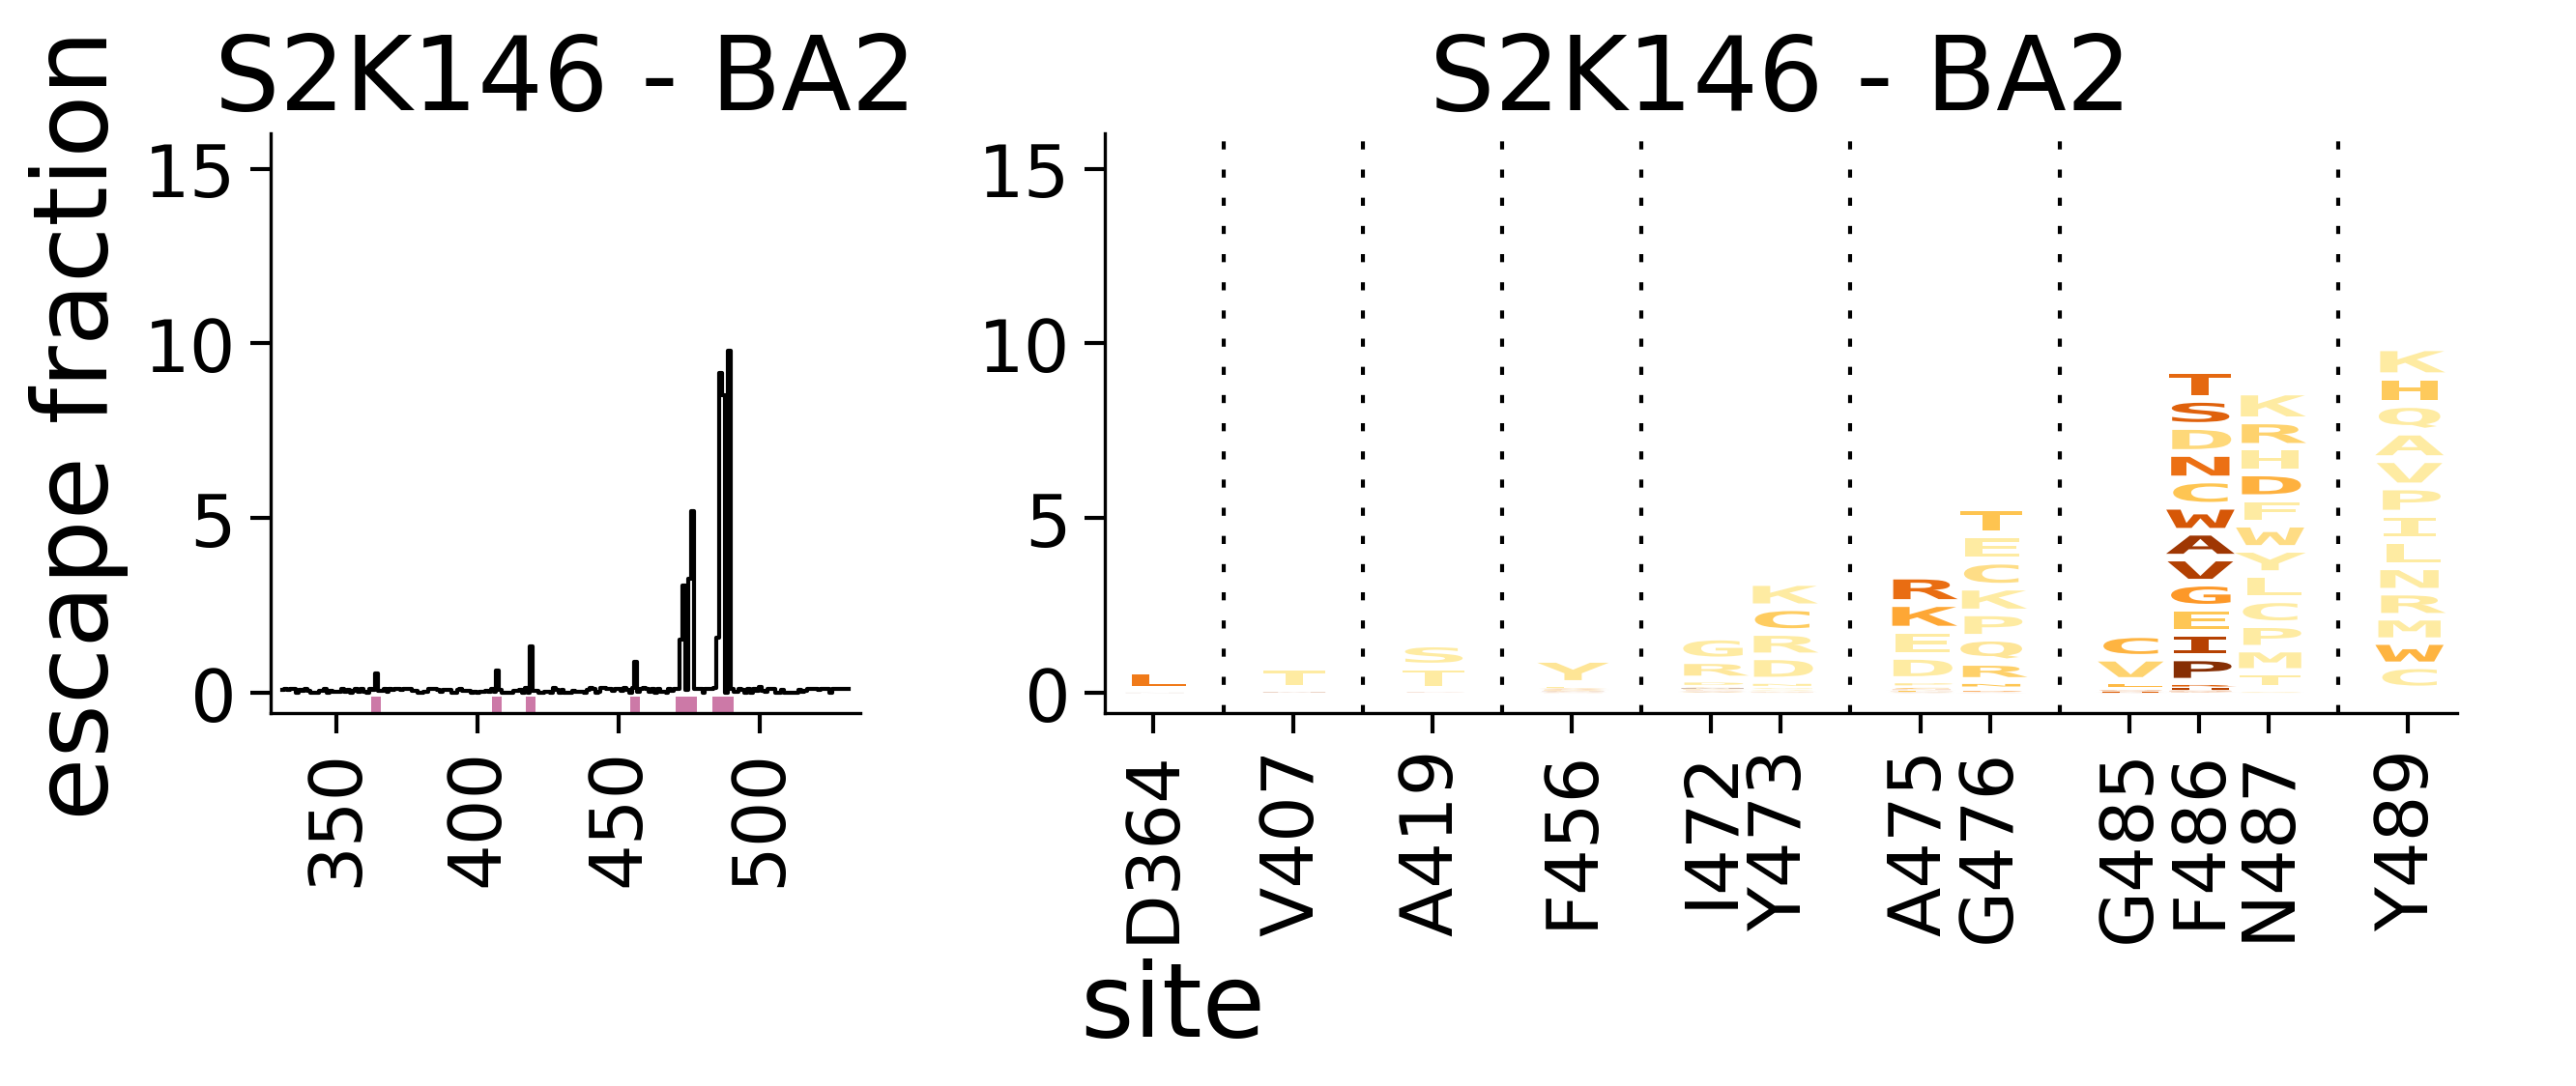 S2K146 - BA2
S2K146 - BA2
escape fraction
15
10
5
0
350
400
450
500
15
10
5
0
L
T
S
T
Y
G
R
K
C
R
D
R
K
E
D
T
E
C
K
P
Q
R
C
V
T
S
D
N
C
W
A
V
G
E
I
P
K
R
H
D
F
W
Y
L
C
P
M
T
K
H
Q
A
V
P
I
L
N
R
M
W
C
D364
V407
A419
F456
I472
Y473
A475
G476
G485
F486
N487
Y489
site